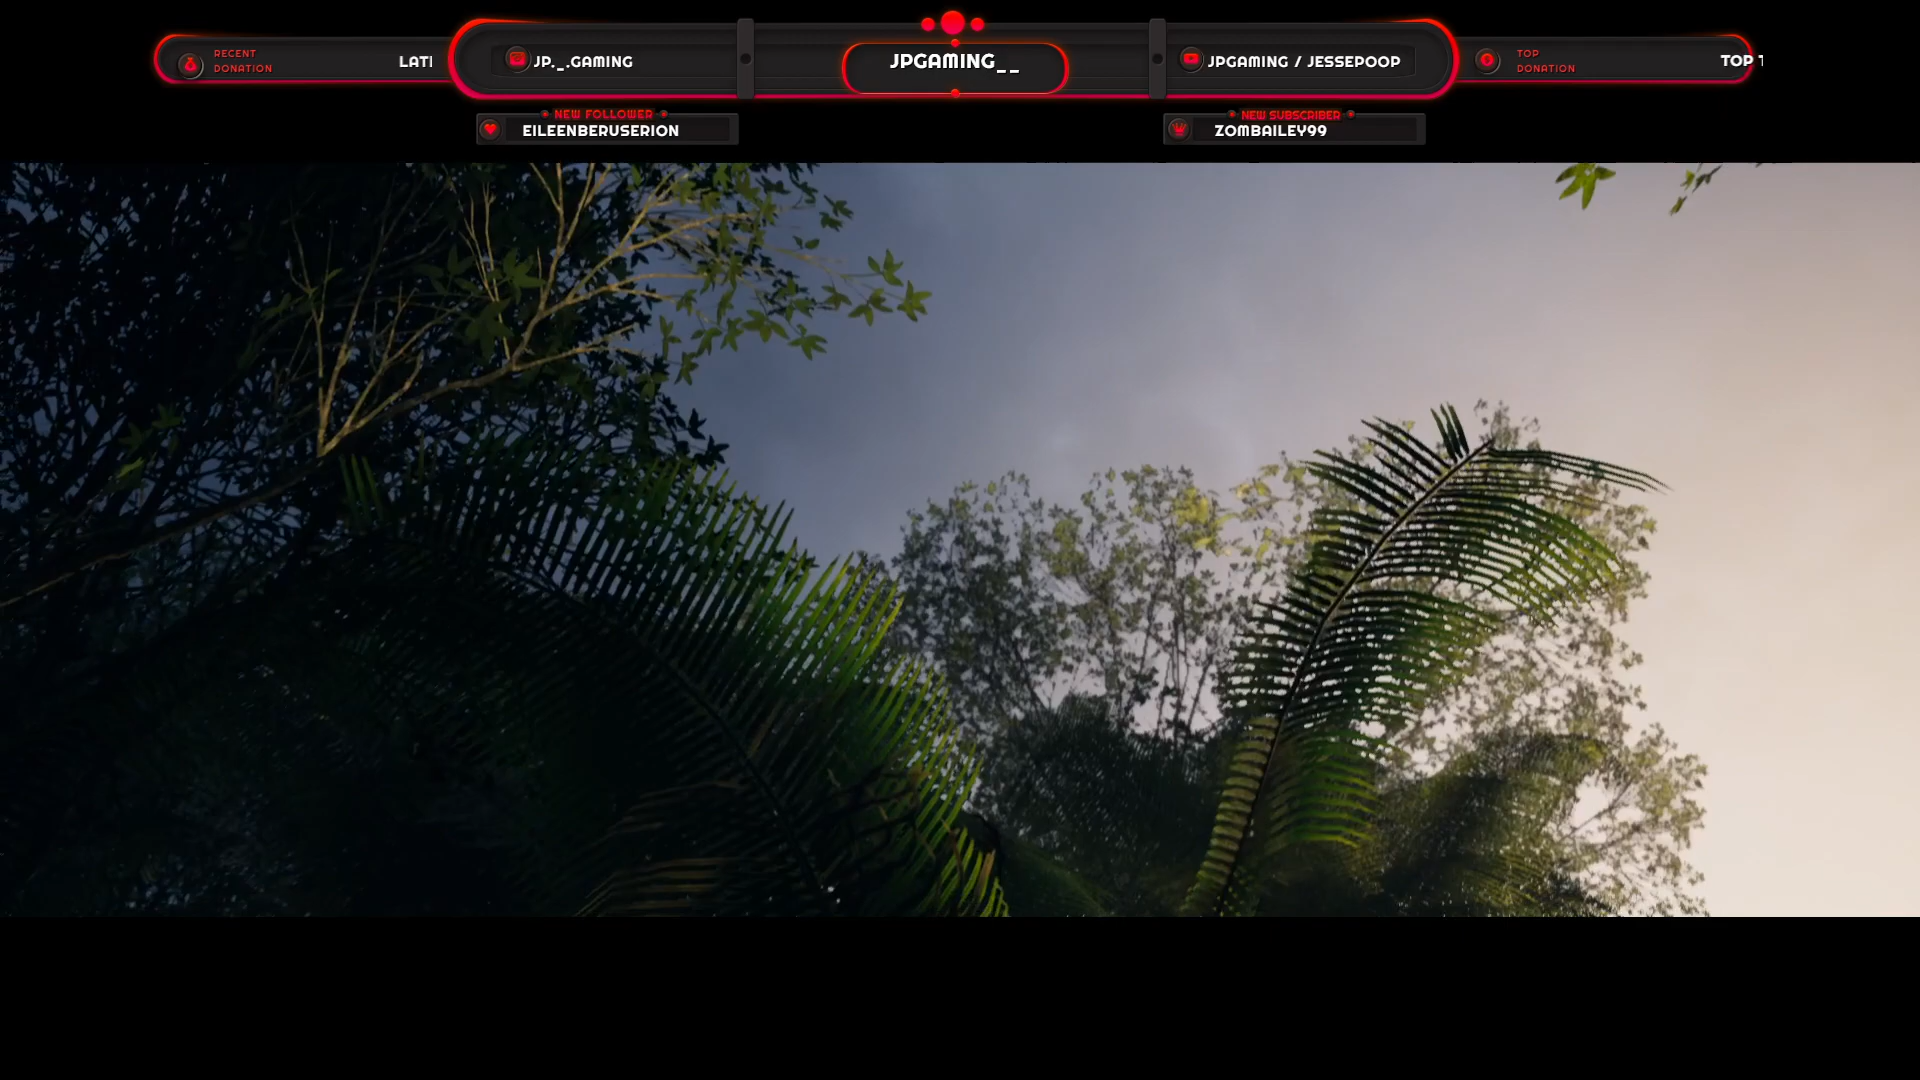 RECENT
DONATION
LATI
JP._.GAMING
JPGAMING__
JPGAMING / JESSEPOOP
TOP
DONATION
TOP T
NEW FOLLOWER
EILEENBERUSERION
NEW SUBSCRIBER
ZOMBAILEY99